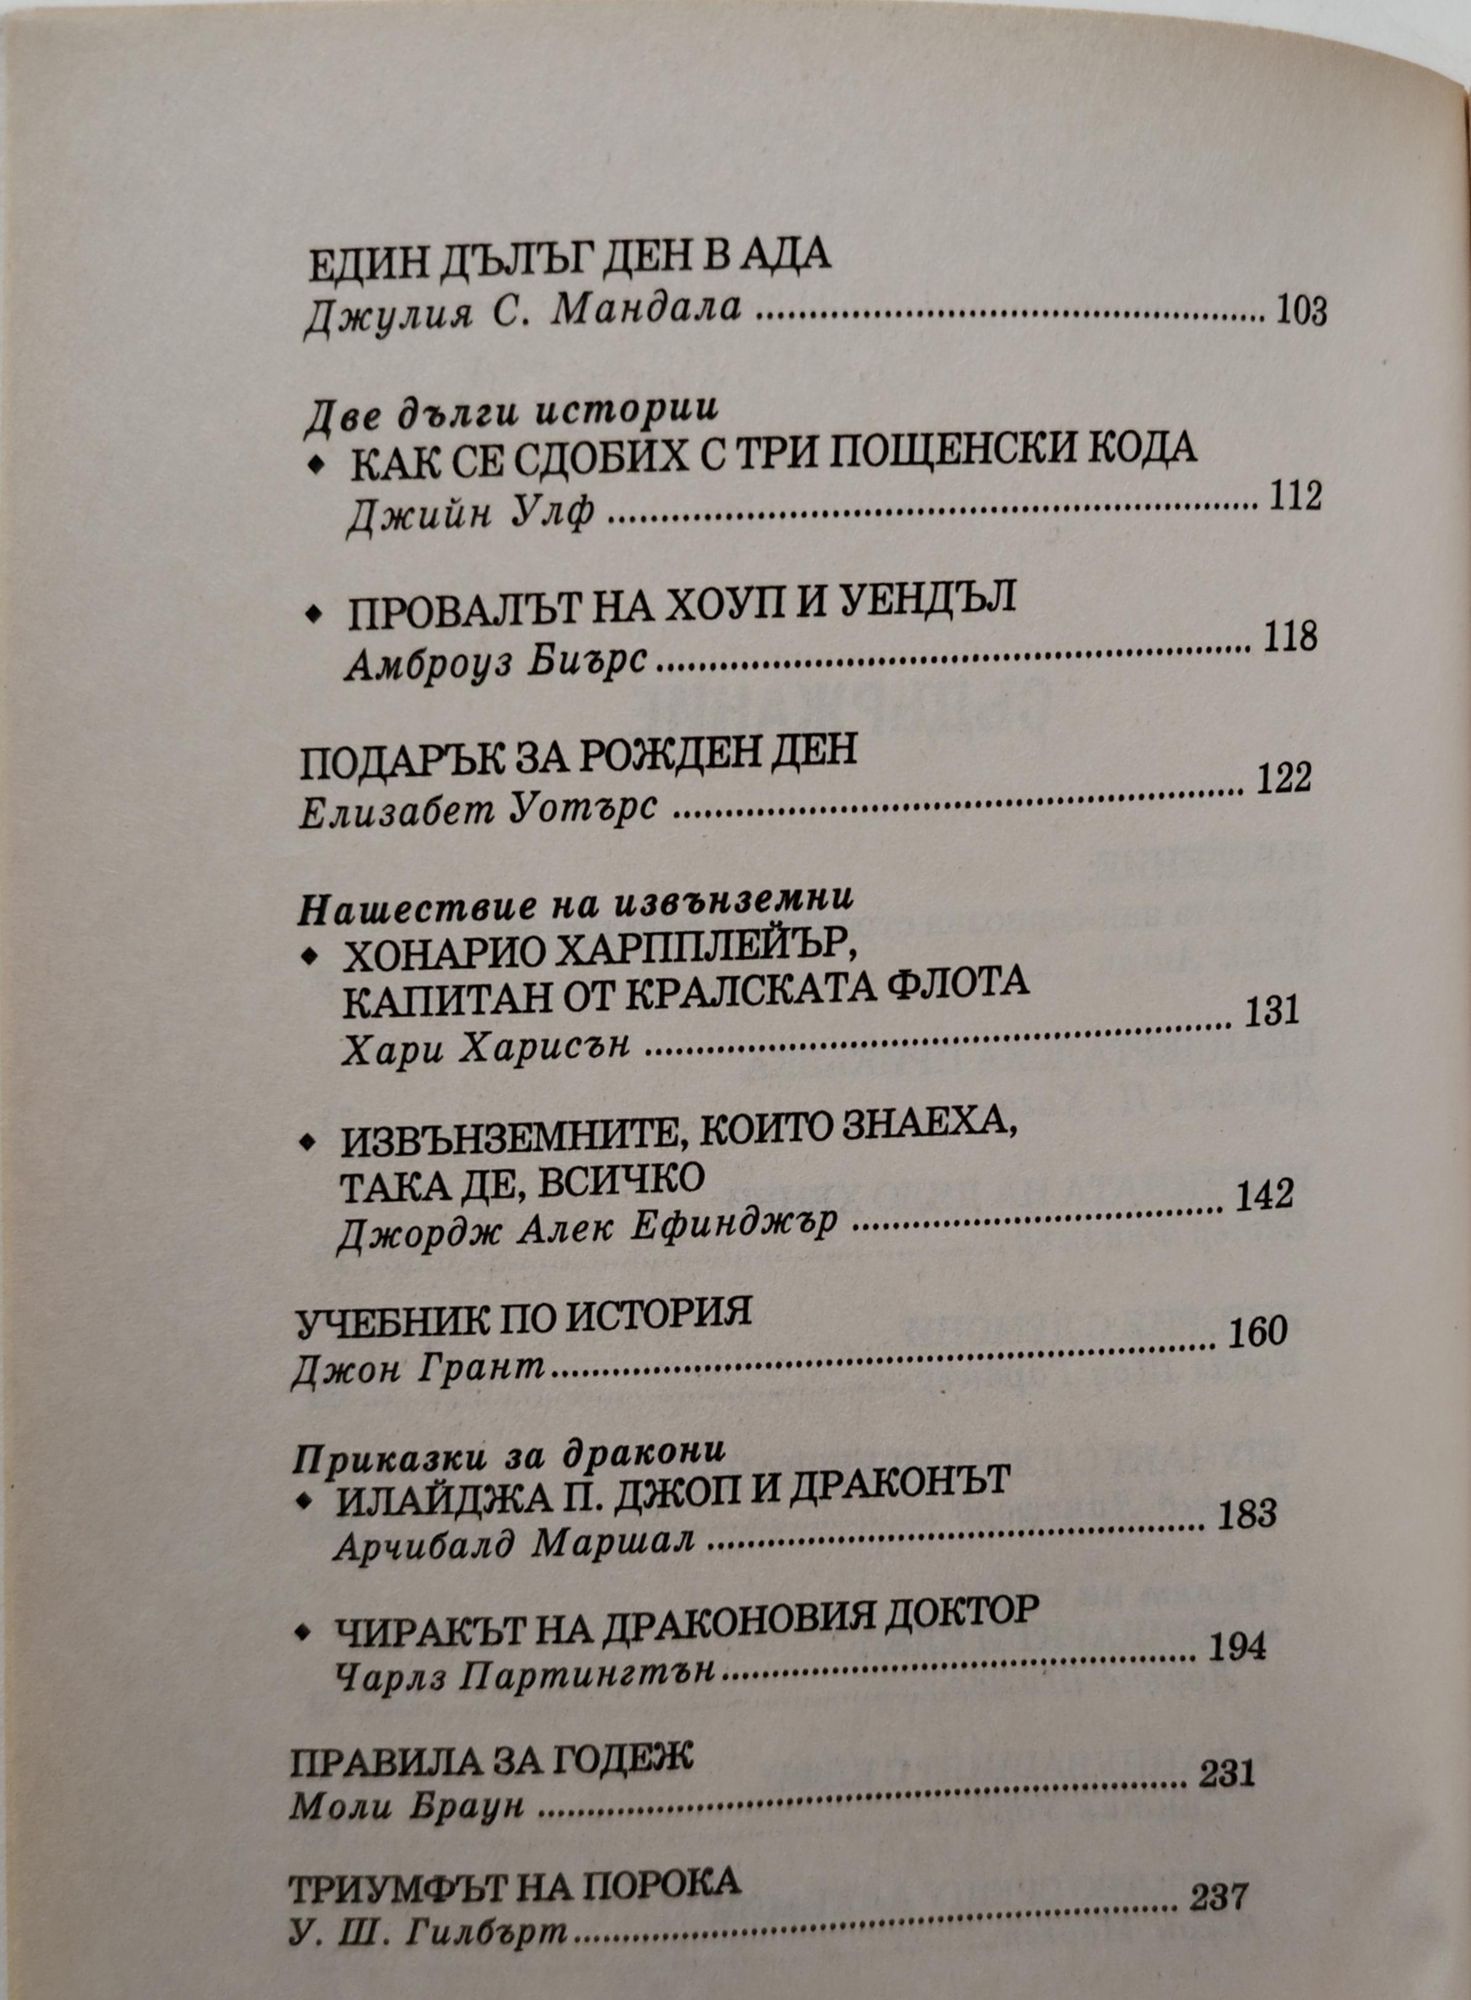 ЕДИН ДЪЛЪГ ДЕН В АДА
Джулия С. Мандала ........................................ 103
Две дълги истории
◆ КАК СЕ СДОБИХ С ТРИ ПОЩЕНСКИ КОДА
Джийн Улф ........................................ 112
◆ ПРОВАЛЪТ НА ХОУП И УЕНДЪЛ
Амброуз Биърс ........................................ 118
ПОДАРЪК ЗА РОЖДЕН ДЕН
Елизабет Уотърс ........................................ 122
Нашествие на извънземни
◆ ХОНАРИО ХАРППЛЕЙЪР,
КАПИТАН ОТ КРАЛСКАТА ФЛОТА
Хари Харисън ........................................ 131
◆ ИЗВЪНЗЕМНИТЕ, КОИТО ЗНАЕХА,
ТАКА ДЕ, ВСИЧКО
Джордж Алек Ефинджър ........................................ 142
УЧЕБНИК ПО ИСТОРИЯ
Джон Грант ........................................ 160
Приказки за дракони
◆ ИЛАЙДЖА П. ДЖОП И ДРАКОНЪТ
Арчибалд Маршал ........................................ 183
◆ ЧИРАКЪТ НА ДРАКОНОВИЯ ДОКТОР
Чарлз Партингтън ........................................ 194
ПРАВИЛА ЗА ГОДЕЖ
Моли Браун ........................................ 231
ТРИУМФЪТ НА ПОРОКА
У. Ш. Гилбърт ........................................ 237